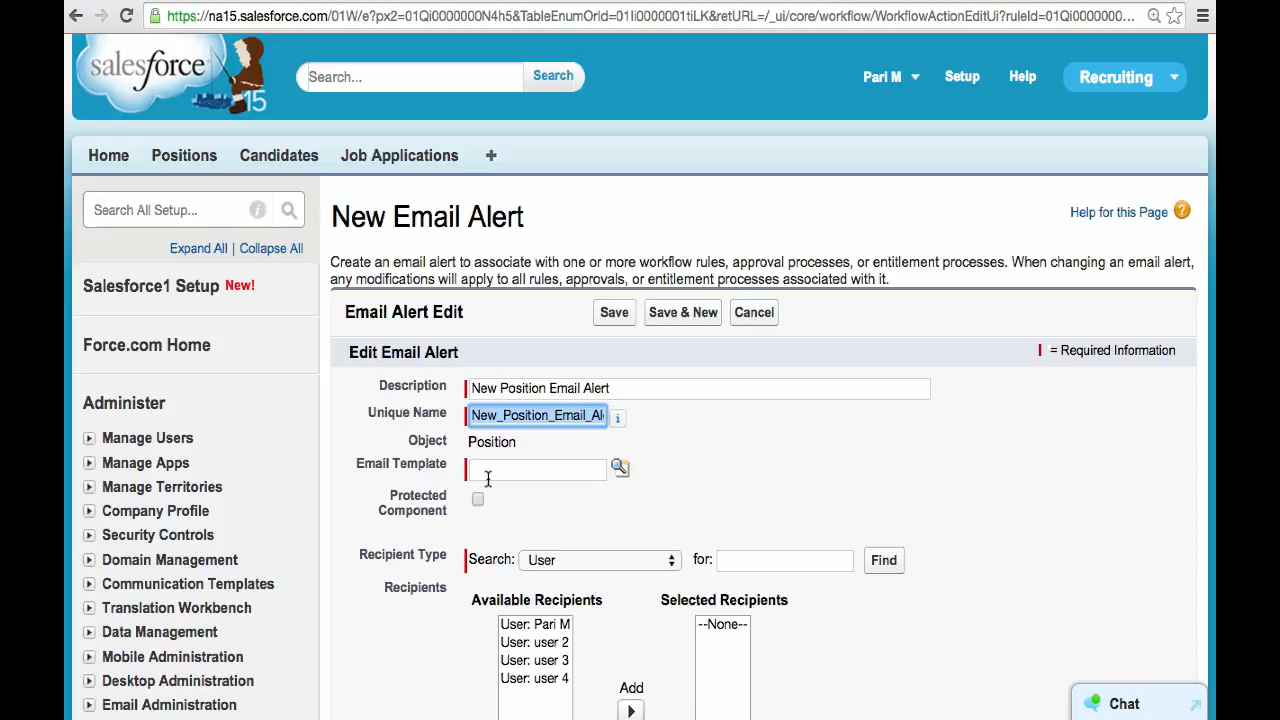 https://na15.salesforce.com/01W/e?px2=01Qi0000000N4h5&TableEnumOrId=01Ii0000001tiLK&retURL=/_ui/core/workflow/WorkflowActionEditUi?ruleId=01Qi0000000...
salesforce
15
Search...
Search
Pari M
Setup
Help
Recruiting
Home
Positions
Candidates
Job Applications
+
Search All Setup...
Expand All | Collapse All
Salesforce1 Setup New!
Force.com Home
Administer
Manage Users
Manage Apps
Manage Territories
Company Profile
Security Controls
Domain Management
Communication Templates
Translation Workbench
Data Management
Mobile Administration
Desktop Administration
Email Administration
New Email Alert
Help for this Page ?
Create an email alert to associate with one or more workflow rules, approval processes, or entitlement processes. When changing an email alert,
any modifications will apply to all rules, approvals, or entitlement processes associated with it.
Email Alert Edit
Save
Save & New
Cancel
Edit Email Alert
= Required Information
Description
New Position Email Alert
Unique Name
New_Position_Email_Al
i
Object
Position
Email Template
Protected
Component
Recipient Type
Search:
User
for:
Find
Recipients
Available Recipients
Selected Recipients
User: Pari M
User: user 2
User: user 3
User: user 4
--None--
Add
Chat